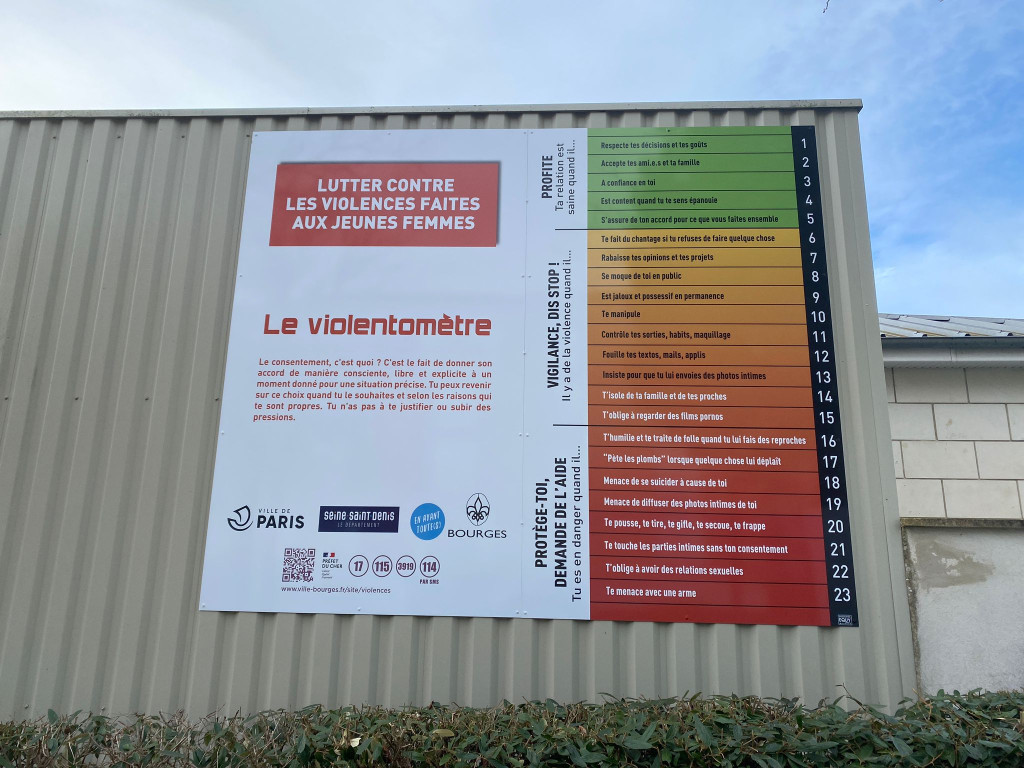 LUTTER CONTRE
LES VIOLENCES FAITES
AUX JEUNES FEMMES
Le violentomètre
Le consentement, c'est quoi ? C'est le fait de donner son
accord de manière consciente, libre et explicite à un
moment donné pour une situation précise. Tu peux revenir
sur ce choix quand tu le souhaites et selon les raisons qui
te sont propres. Tu n'as pas à te justifier ou subir des
pressions.
VILLE DE
PARIS
SEINE SAINT DENIS
LE DÉPARTEMENT
EN AVANT
TOUTE(S)
BOURGES
PRÉFET
DU CHER
17
115
3919
114
PAR SMS
www.ville-bourges.fr/site/violences
PROFITE
Ta relation est
saine quand il...
Respecte tes décisions et tes goûts 1
Accepte tes ami.e.s et ta famille 2
A confiance en toi 3
Est content quand tu te sens épanouie 4
S'assure de ton accord pour ce que vous faites ensemble 5
VIGILANCE, DIS STOP !
Il y a de la violence quand il...
Te fait du chantage si tu refuses de faire quelque chose 6
Rabaisse tes opinions et tes projets 7
Se moque de toi en public 8
Est jaloux et possessif en permanence 9
Te manipule 10
Contrôle tes sorties, habits, maquillage 11
Fouille tes textos, mails, applis 12
Insiste pour que tu lui envoies des photos intimes 13
T'isole de ta famille et de tes proches 14
T'oblige à regarder des films pornos 15
PROTÈGE-TOI,
DEMANDE DE L'AIDE
Tu es en danger quand il...
T'humilie et te traite de folle quand tu lui fais des reproches 16
"Pète les plombs" lorsque quelque chose lui déplaît 17
Menace de se suicider à cause de toi 18
Menace de diffuser des photos intimes de toi 19
Te pousse, te tire, te gifle, te secoue, te frappe 20
Te touche les parties intimes sans ton consentement 21
T'oblige à avoir des relations sexuelles 22
Te menace avec une arme 23